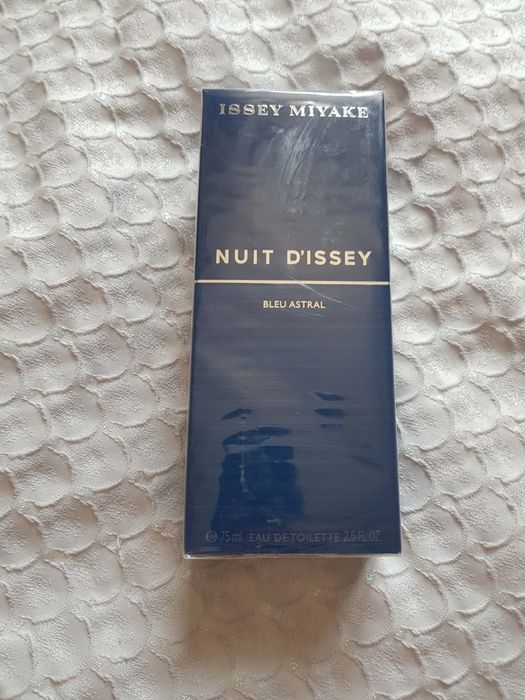 ISSEY MIYAKE
NUIT D'ISSEY
BLEU ASTRAL
℮ 75 ml EAU DE TOILETTE 2.5 FL.OZ.